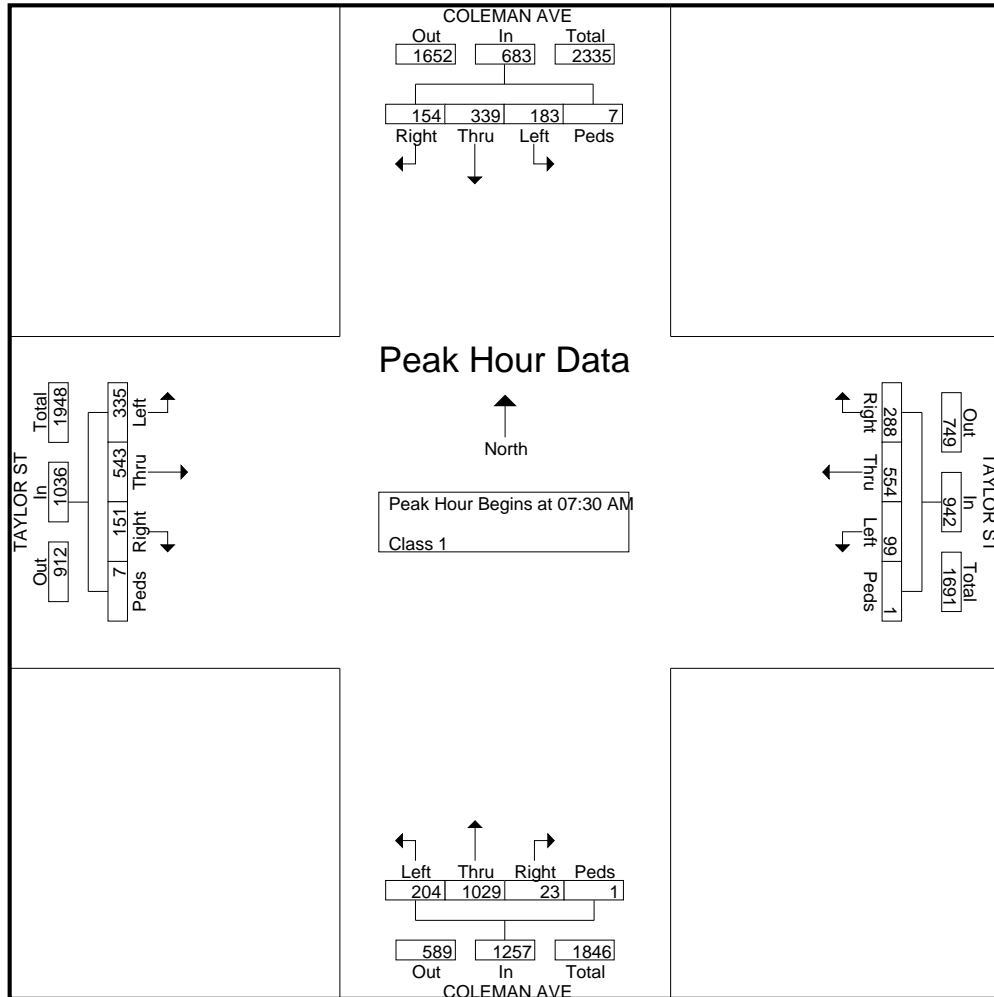 COLEMAN AVE
Out In Total
1652 683 2335
154 339 183 7
Right Thru Left Peds
Peak Hour Data
North
Peak Hour Begins at 07:30 AM
Class 1
TAYLOR ST
Total In Out
1948 1036 912
335 543 151 7
Left Thru Right Peds
TAYLOR ST
Out In Total
749 942 1691
288 554 99 1
Right Thru Left Peds
Left Thru Right Peds
204 1029 23 1
589 1257 1846
Out In Total
COLEMAN AVE